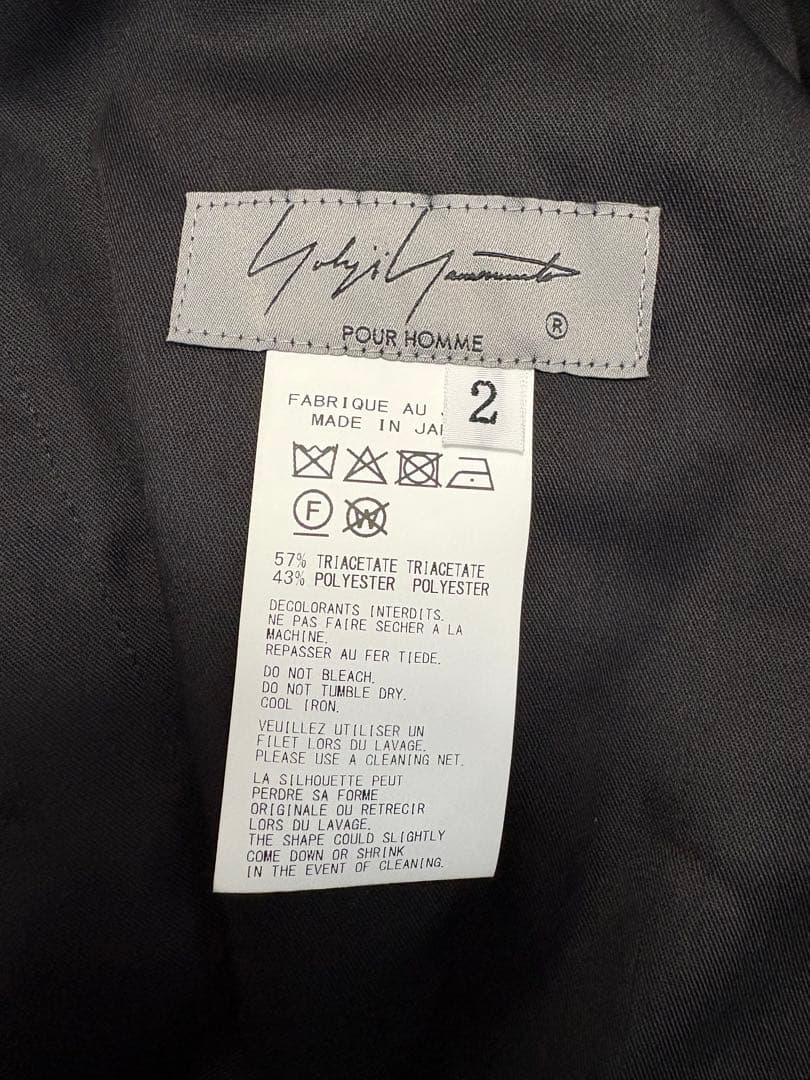 Yohji Yamamoto
POUR HOMME ®
2
FABRIQUE AU
MADE IN JA
F
W
57% TRIACETATE TRIACETATE
43% POLYESTER POLYESTER
DECOLORANTS INTERDITS.
NE PAS FAIRE SECHER A LA
MACHINE.
REPASSER AU FER TIEDE.
DO NOT BLEACH.
DO NOT TUMBLE DRY.
COOL IRON.
VEUILLEZ UTILISER UN
FILET LORS DU LAVAGE.
PLEASE USE A CLEANING NET.
LA SILHOUETTE PEUT
PERDRE SA FORME
ORIGINALE OU RETRECIR
LORS DU LAVAGE.
THE SHAPE COULD SLIGHTLY
COME DOWN OR SHRINK
IN THE EVENT OF CLEANING.